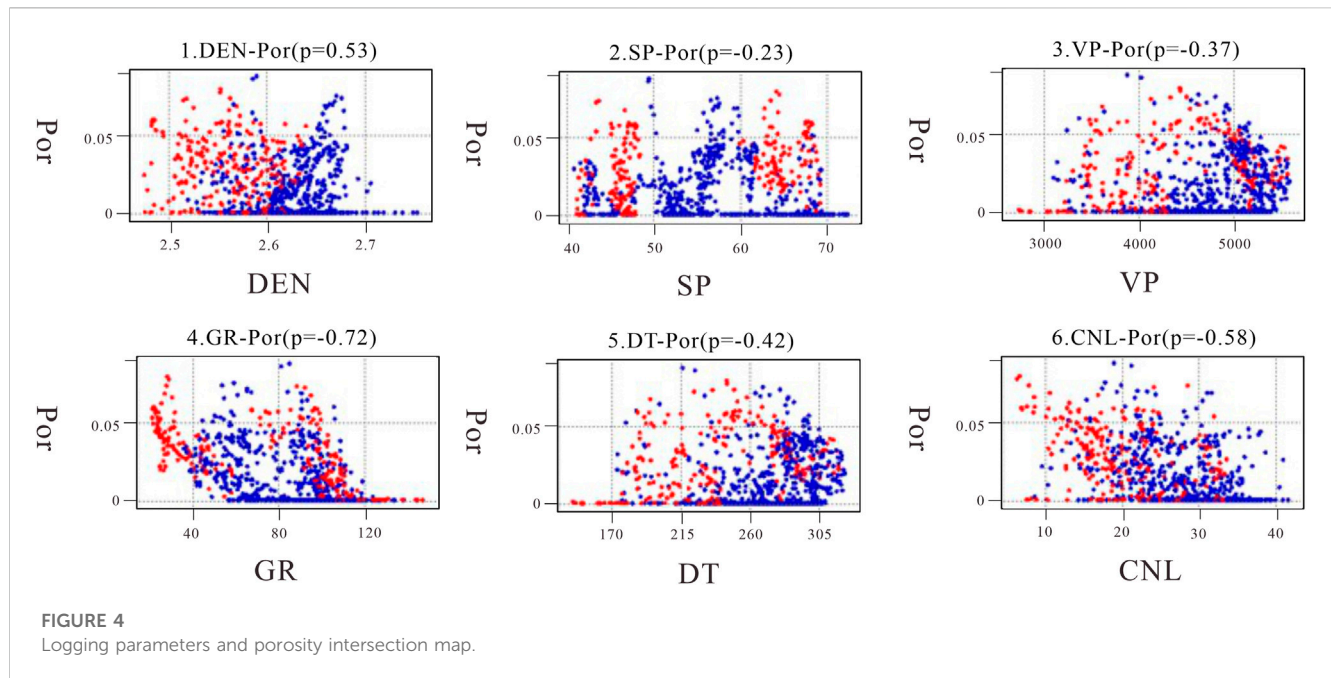 1.DEN-Por(p=0.53)
Por
0.05
0
2.5
2.6
2.7
DEN
2.SP-Por(p=-0.23)
Por
0.05
0
40
50
60
70
SP
3.VP-Por(p=-0.37)
Por
0.05
0
3000
4000
5000
VP
4.GR-Por(p=-0.72)
Por
0.05
0
40
80
120
GR
5.DT-Por(p=-0.42)
Por
0.05
0
170
215
260
305
DT
6.CNL-Por(p=-0.58)
Por
0.05
0
10
20
30
40
CNL
FIGURE 4
Logging parameters and porosity intersection map.